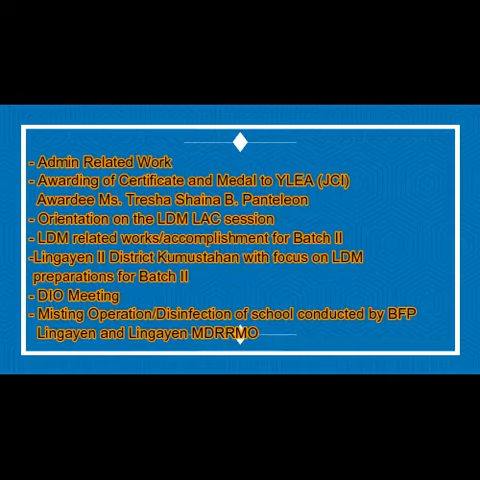 - Admin Related Work
- Awarding of Certificate and Medal to YLEA (JCI)
Awardee Ms. Tresha Shaina B. Panteleon
- Orientation on the LDM LAC session
- LDM related works/accomplishment for Batch II
-Lingayen II District Kumustahan with focus on LDM
preparations for Batch II
- DIO Meeting
- Misting Operation/Disinfection of school conducted by BFP
Lingayen and Lingayen MDRRMO